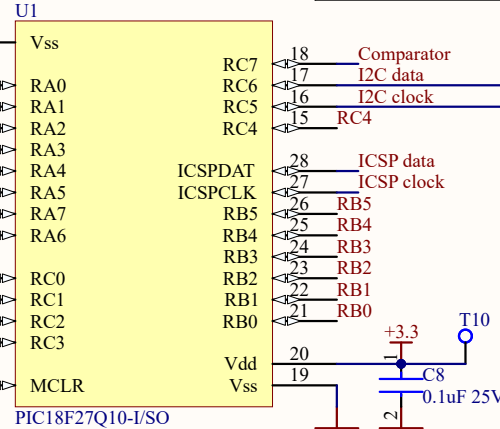 U1
Vss
RC7 18 Comparator
RC6 17 I2C data
RA0
RC5 16 I2C clock
RA1
RC4 15 RC4
RA2
RA3
RA4 ICSPDAT 28 ICSP data
RA5 ICSPCLK 27 ICSP clock
RA7 RB5 26 RB5
RA6 RB4 25 RB4
RB3 24 RB3
RC0 RB2 23 RB2
RC1 RB1 22 RB1
RC2 RB0 21 RB0
RC3
T10
+3.3
Vdd 20
1
MCLR Vss 19
C8
0.1uF 25V
2
PIC18F27Q10-I/SO